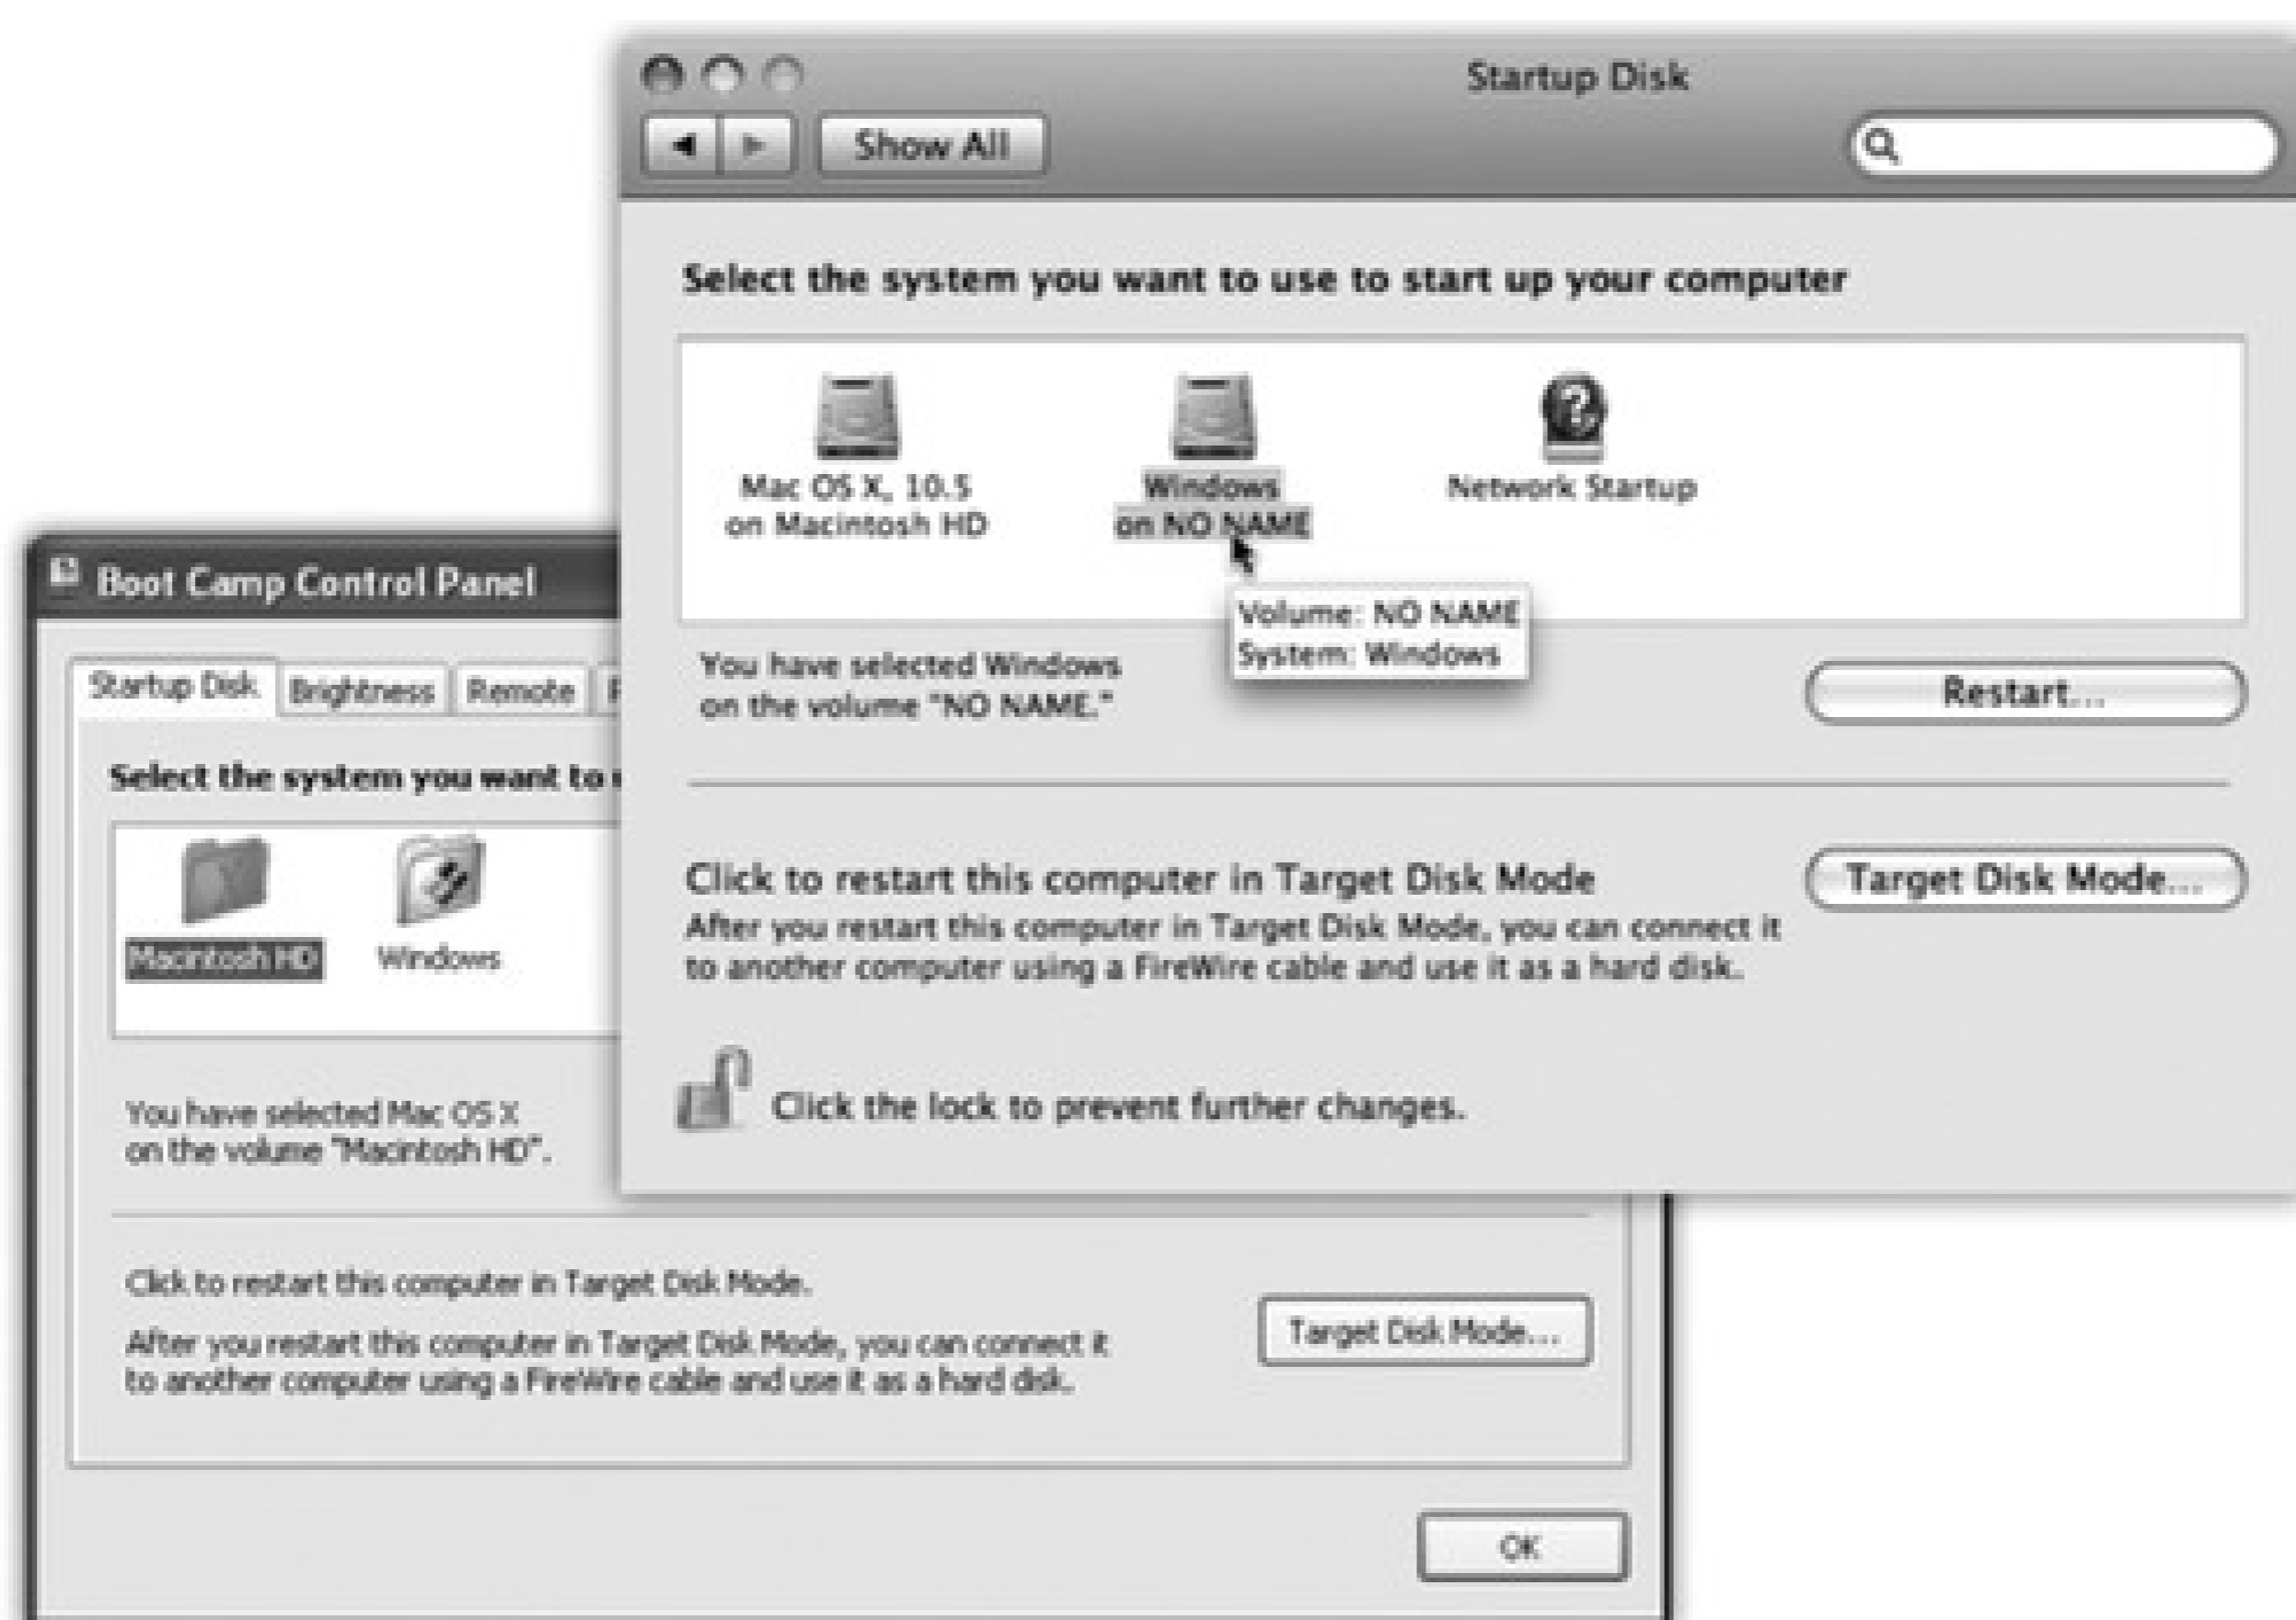 Startup Disk
Show All
Select the system you want to use to start up your computer
Mac OS X, 10.5
on Macintosh HD
Windows
on NO NAME
Network Startup
Volume: NO NAME
System: Windows
You have selected Windows
on the volume "NO NAME."
Restart...
Click to restart this computer in Target Disk Mode
After you restart this computer in Target Disk Mode, you can connect it
to another computer using a FireWire cable and use it as a hard disk.
Target Disk Mode...
Click the lock to prevent further changes.
Boot Camp Control Panel
Startup Disk
Brightness
Remote
Select the system you want to
Macintosh HD
Windows
You have selected Mac OS X
on the volume "Macintosh HD".
Click to restart this computer in Target Disk Mode.
After you restart this computer in Target Disk Mode, you can connect it
to another computer using a FireWire cable and use it as a hard disk.
Target Disk Mode...
OK